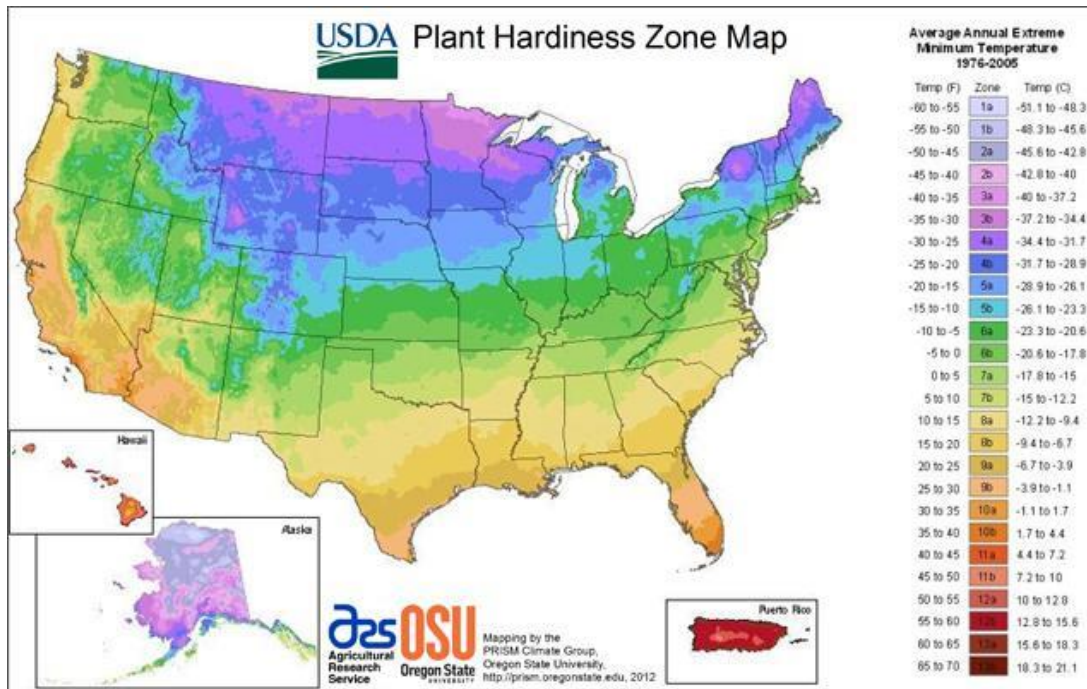 USDA
Plant Hardiness Zone Map
Average Annual Extreme
Minimum Temperature
1976-2005
Temp (F) Zone Temp (C)
-60 to -55 1a -51.1 to -48.3
-55 to -50 1b -48.3 to -45.6
-50 to -45 2a -45.6 to -42.8
-45 to -40 2b -42.8 to -40
-40 to -35 3a -40 to -37.2
-35 to -30 3b -37.2 to -34.4
-30 to -25 4a -34.4 to -31.7
-25 to -20 4b -31.7 to -28.9
-20 to -15 5a -28.9 to -26.1
-15 to -10 5b -26.1 to -23.3
-10 to -5 6a -23.3 to -20.6
-5 to 0 6b -20.6 to -17.8
0 to 5 7a -17.8 to -15
5 to 10 7b -15 to -12.2
10 to 15 8a -12.2 to -9.4
15 to 20 8b -9.4 to -6.7
20 to 25 9a -6.7 to -3.9
25 to 30 9b -3.9 to -1.1
30 to 35 10a -1.1 to 1.7
35 to 40 10b 1.7 to 4.4
40 to 45 11a 4.4 to 7.2
45 to 50 11b 7.2 to 10
50 to 55 12a 10 to 12.8
55 to 60 12b 12.8 to 15.6
60 to 65 13a 15.6 to 18.3
65 to 70 13b 18.3 to 21.1
Hawaii
Alaska
Puerto Rico
ars
Agricultural
Research
Service
OSU
Oregon State
UNIVERSITY
Mapping by the
PRISM Climate Group,
Oregon State University,
http://prism.oregonstate.edu, 2012